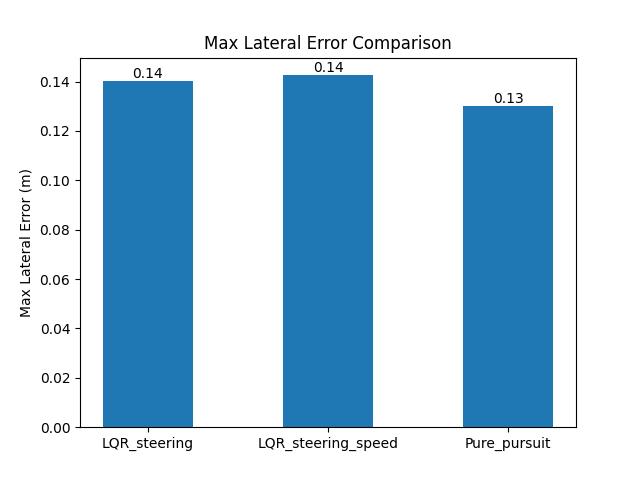 Max Lateral Error Comparison
0.14
0.14
0.13
Max Lateral Error (m)
0.14
0.12
0.10
0.08
0.06
0.04
0.02
0.00
LQR_steering
LQR_steering_speed
Pure_pursuit